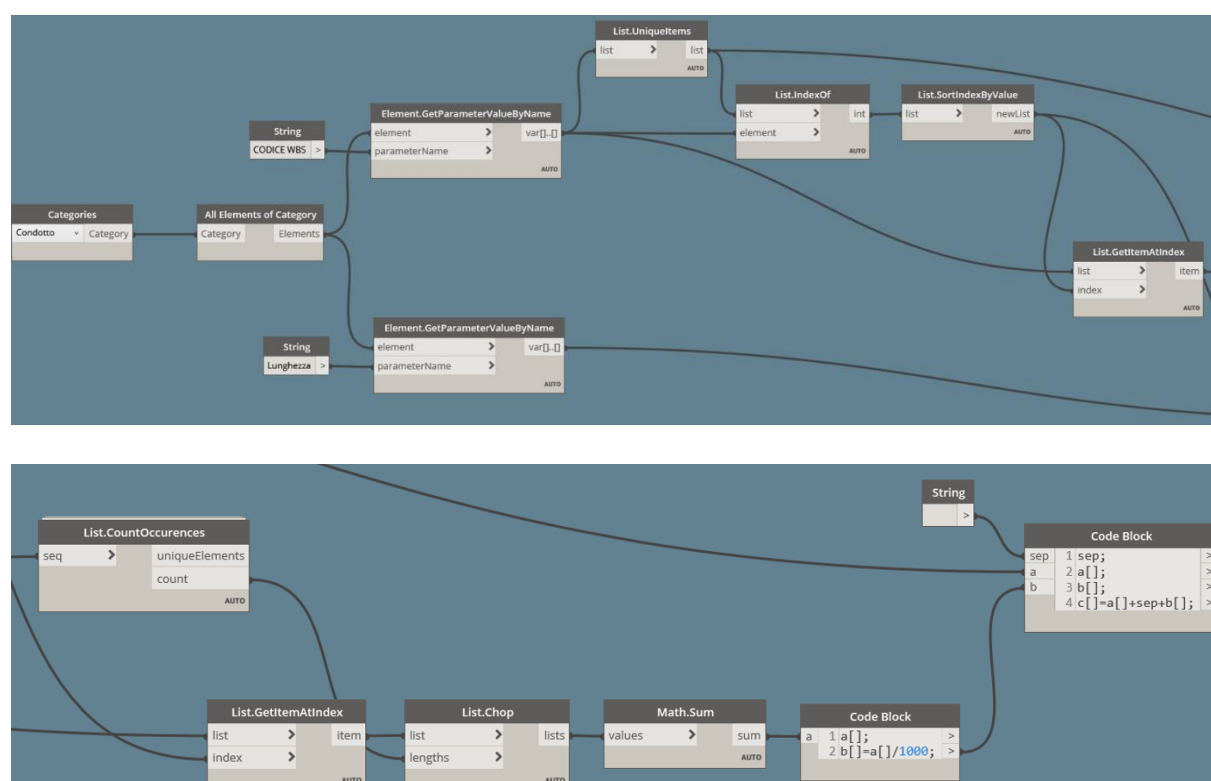 List.UniqueItems
list > list
AUTO
List.IndexOf
list > int
element >
AUTO
List.SortIndexByValue
list > newList
AUTO
Element.GetParameterValueByName
element > var[]..[]
parameterName >
AUTO
String
CODICE WBS >
Categories
Condotto Category
All Elements of Category
Category Elements
List.GetItemAtIndex
list > item
index >
AUTO
Element.GetParameterValueByName
element > var[]..[]
parameterName >
AUTO
String
Lunghezza >
String
>
List.CountOccurences
seq > uniqueElements
count
AUTO
Code Block
sep 1 sep; >
a 2 a[]; >
b 3 b[]; >
4 c[]=a[]+sep+b[]; >
List.GetItemAtIndex
list > item
index >
AUTO
List.Chop
list > lists
lengths >
AUTO
Math.Sum
values > sum
AUTO
Code Block
a 1 a[]; >
2 b[]=a[]/1000; >